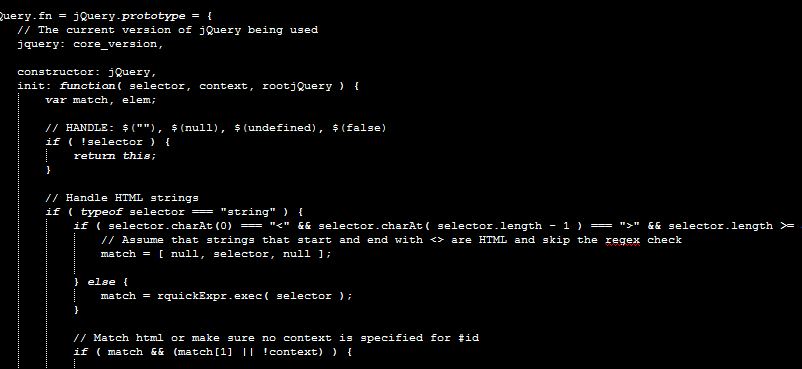 Query.fn = jQuery.prototype = {
// The current version of jQuery being used
jquery: core_version,
constructor: jQuery,
init: function( selector, context, rootjQuery ) {
var match, elem;
// HANDLE: $(""), $(null), $(undefined), $(false)
if ( !selector ) {
return this;
}
// Handle HTML strings
if ( typeof selector === "string" ) {
if ( selector.charAt(0) === "<" && selector.charAt( selector.length - 1 ) === ">" && selector.length >=
// Assume that strings that start and end with <> are HTML and skip the regex check
match = [ null, selector, null ];
} else {
match = rquickExpr.exec( selector );
}
// Match html or make sure no context is specified for #id
if ( match && (match[1] || !context) ) {